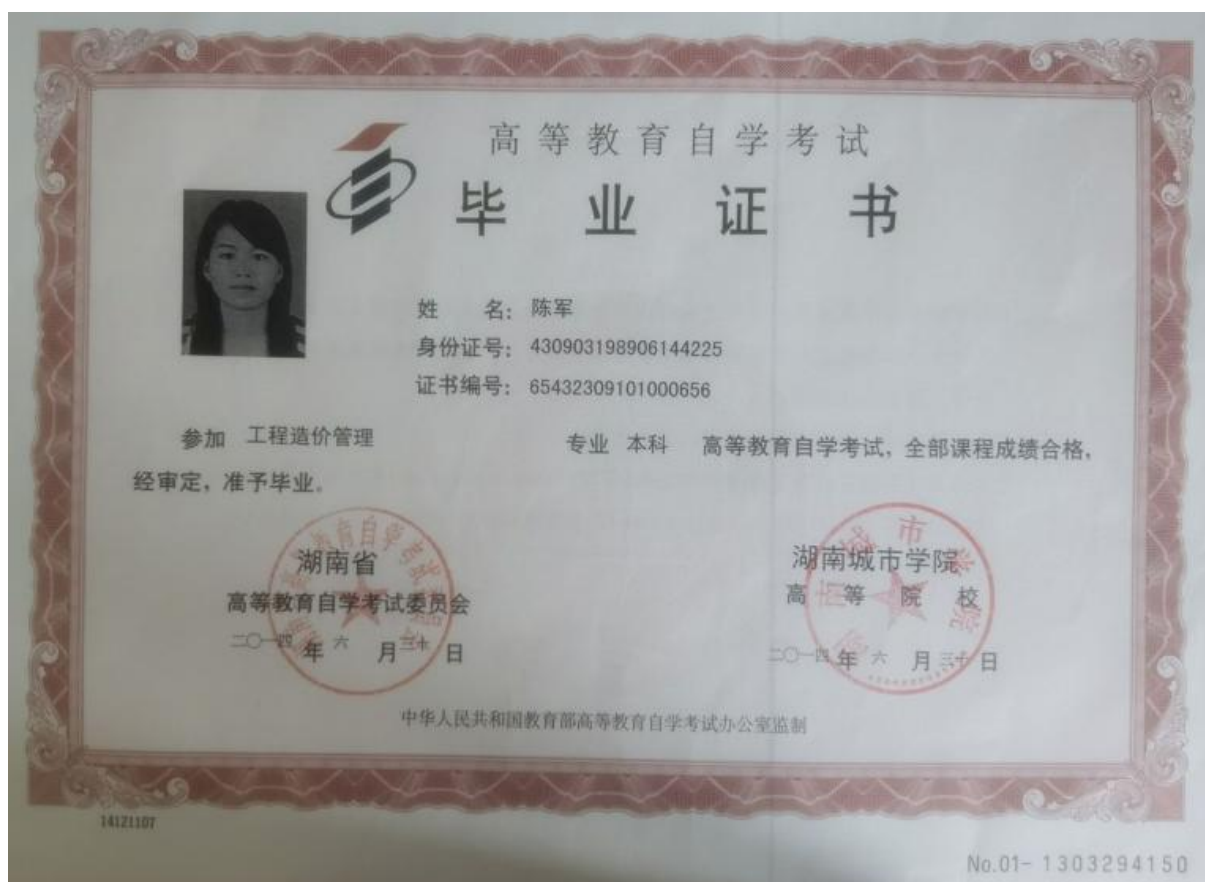 高等教育自学考试
毕业证书
姓 名: 陈军
身份证号: 430903198906144225
证书编号: 65432309101000656
参加 工程造价管理 专业 本科 高等教育自学考试,全部课程成绩合格,
经审定,准予毕业。
湖南省
高等教育自学考试委员会
二〇一四年六月三十日
湖南城市学院
高等院校
二〇一四年六月三十日
中华人民共和国教育部高等教育自学考试办公室监制
14121107
No.01-1303294150